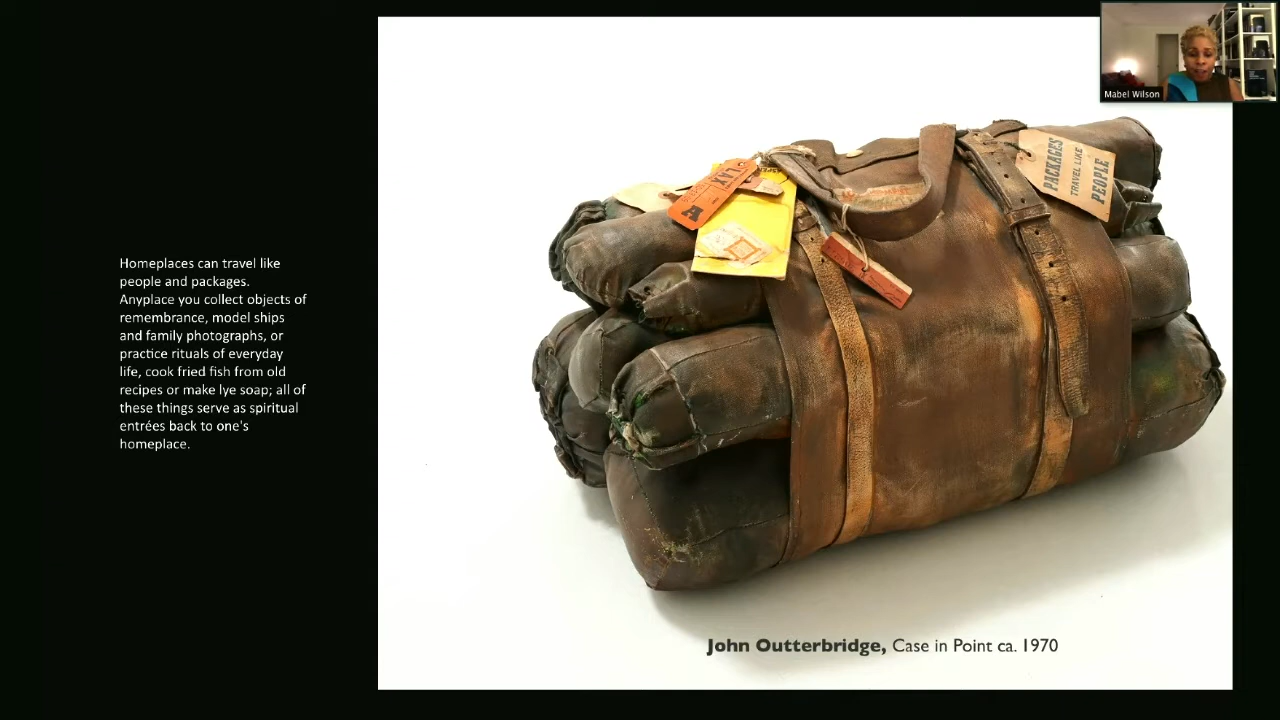 Homeplaces can travel like
people and packages.
Anyplace you collect objects of
remembrance, model ships
and family photographs, or
practice rituals of everyday
life, cook fried fish from old
recipes or make lye soap; all of
these things serve as spiritual
entrées back to one's
homeplace.
LAX
PACKAGES
TRAVEL LIKE
PEOPLE
John Outterbridge, Case in Point ca. 1970
Mabel Wilson